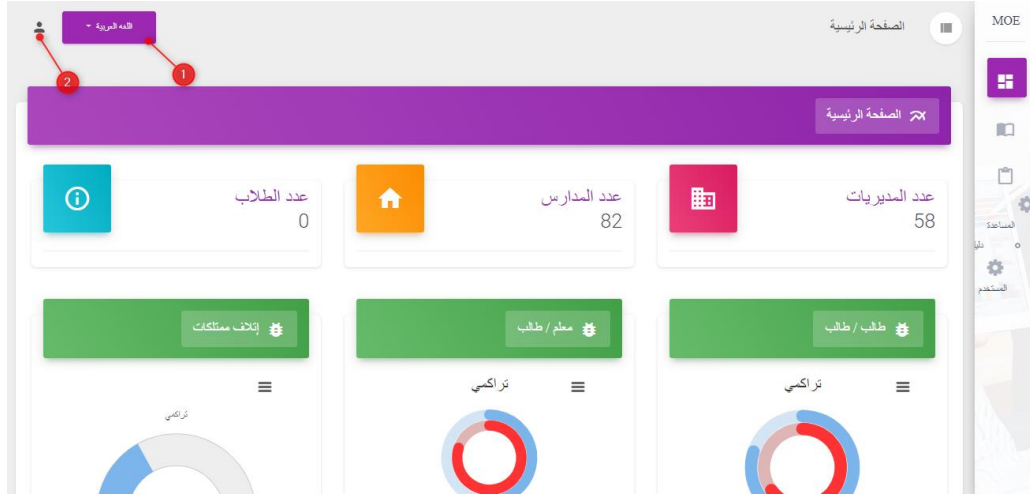 MOE
الصفحة الرئيسية
اللغه العربية
1
2
الصفحة الرئيسية
عدد المديريات
58
عدد المدارس
82
عدد الطلاب
0
المساعدة
المستخدم
طالب / طالب
معلم / طالب
إتلاف ممتلكات
تراكمي
تراكمي
تراكمي